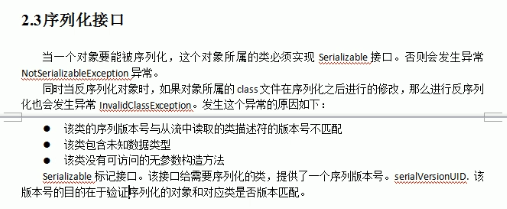 2.3序列化接口
当一个对象要能被序列化，这个对象所属的类必须实现 Serializable 接口。否则会发生异常
NotSerializableException 异常。
同时当反序列化对象时，如果对象所属的 class 文件在序列化之后进行的修改，那么进行反序列
化也会发生异常 InvalidClassException。发生这个异常的原因如下：
● 该类的序列版本号与从流中读取的类描述符的版本号不匹配
● 该类包含未知数据类型
● 该类没有可访问的无参数构造方法
Serializable 标记接口。该接口给需要序列化的类，提供了一个序列版本号。serialVersionUID. 该
版本号的目的在于验证序列化的对象和对应类是否版本匹配。